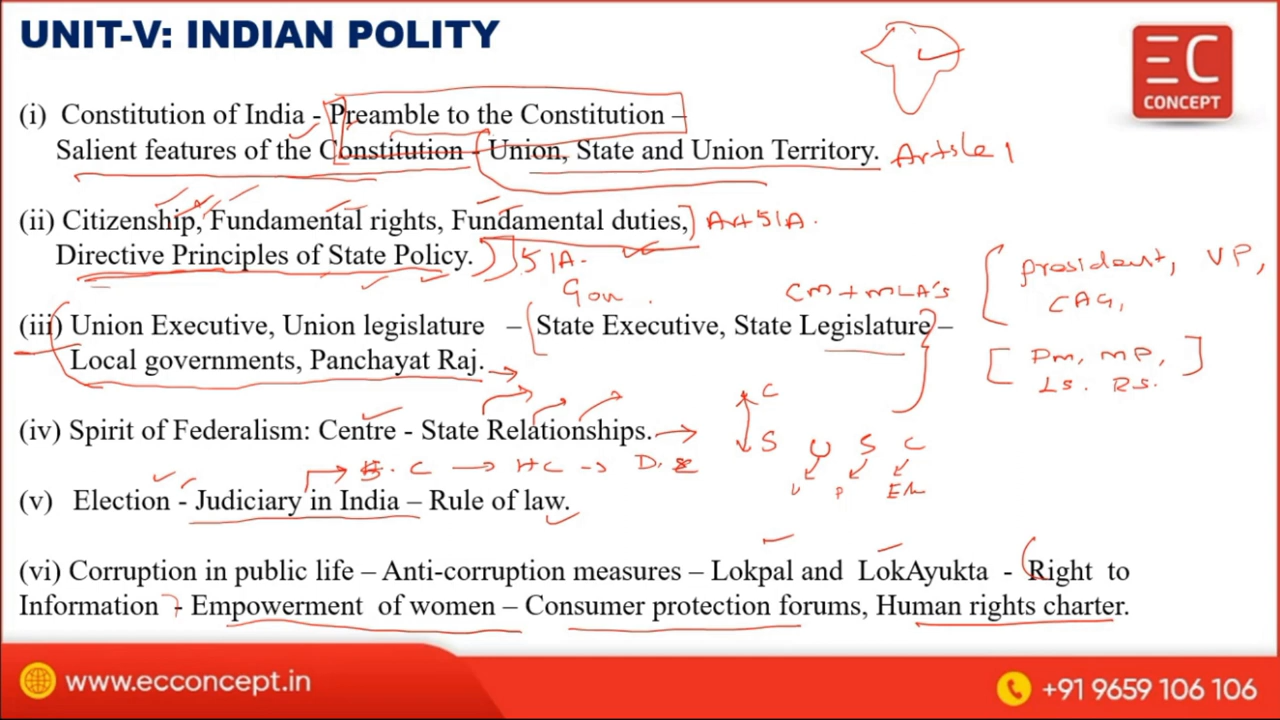 UNIT-V: INDIAN POLITY
EC
CONCEPT
(i) Constitution of India - Preamble to the Constitution –
Salient features of the Constitution - Union, State and Union Territory. Article 1
(ii) Citizenship, Fundamental rights, Fundamental duties, Art 51A.
Directive Principles of State Policy. 51A.
president, VP,
CAG,
Gov.
CM + MLA's
(iii) Union Executive, Union legislature – State Executive, State Legislature –
Local governments, Panchayat Raj.
Pm, MP,
LS. RS.
C
(iv) Spirit of Federalism: Centre - State Relationships.
S
U S C
C → HC → D.
(v) Election - Judiciary in India – Rule of law.
(vi) Corruption in public life – Anti-corruption measures – Lokpal and LokAyukta - Right to
Information - Empowerment of women – Consumer protection forums, Human rights charter.
www.ecconcept.in
+91 9659 106 106